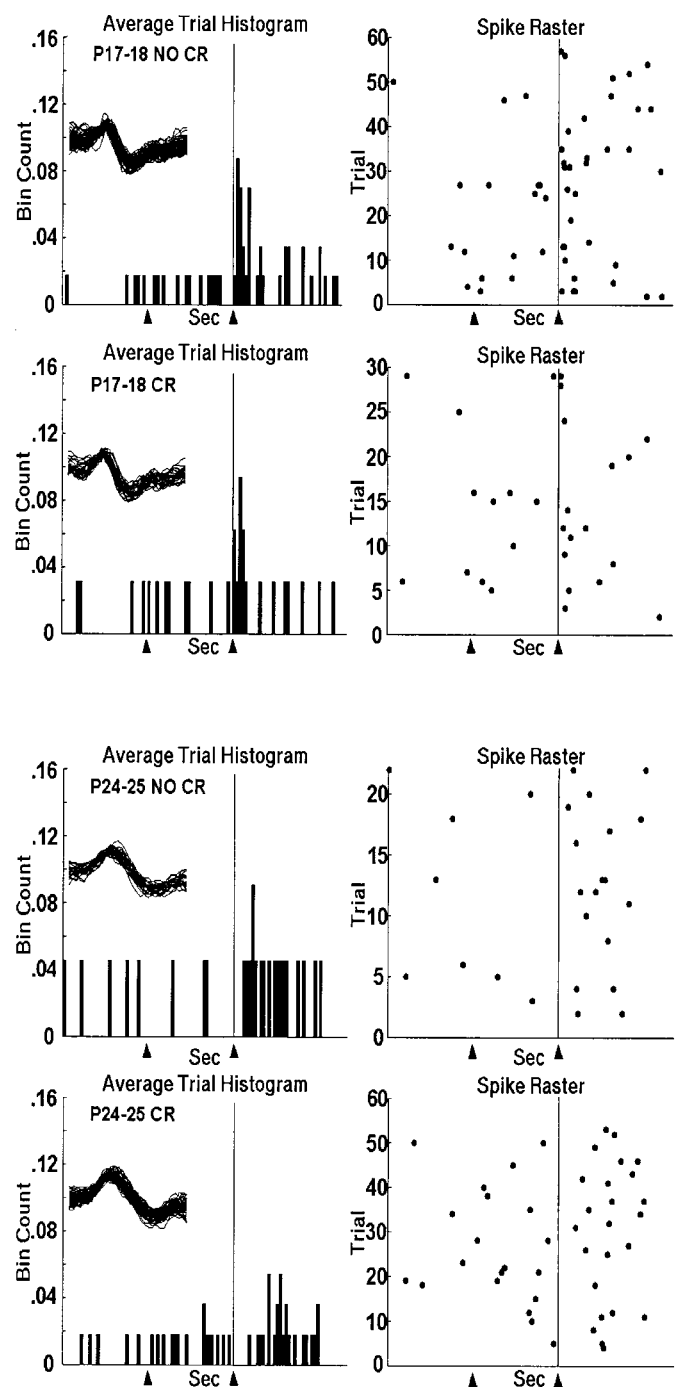 Average Trial Histogram
Spike Raster
.16
.12
.08
.04
0
Bin Count
P17-18 NO CR
Sec
60
50
40
30
20
10
0
Trial
Sec
Average Trial Histogram
Spike Raster
.16
.12
.08
.04
0
Bin Count
P17-18 CR
Sec
30
25
20
15
10
5
0
Trial
Sec
Average Trial Histogram
Spike Raster
.16
.12
.08
.04
0
Bin Count
P24-25 NO CR
Sec
20
15
10
5
0
Trial
Sec
Average Trial Histogram
Spike Raster
.16
.12
.08
.04
0
Bin Count
P24-25 CR
Sec
60
50
40
30
20
10
0
Trial
Sec